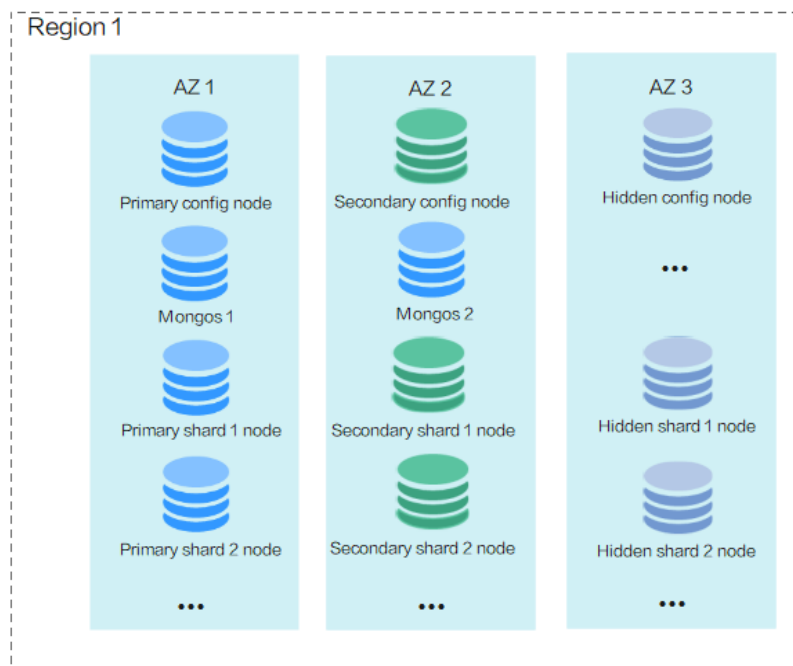 Region 1
AZ 1
Primary config node
Mongos 1
Primary shard 1 node
Primary shard 2 node
•••
AZ 2
Secondary config node
Mongos 2
Secondary shard 1 node
Secondary shard 2 node
•••
AZ 3
Hidden config node
•••
Hidden shard 1 node
Hidden shard 2 node
•••